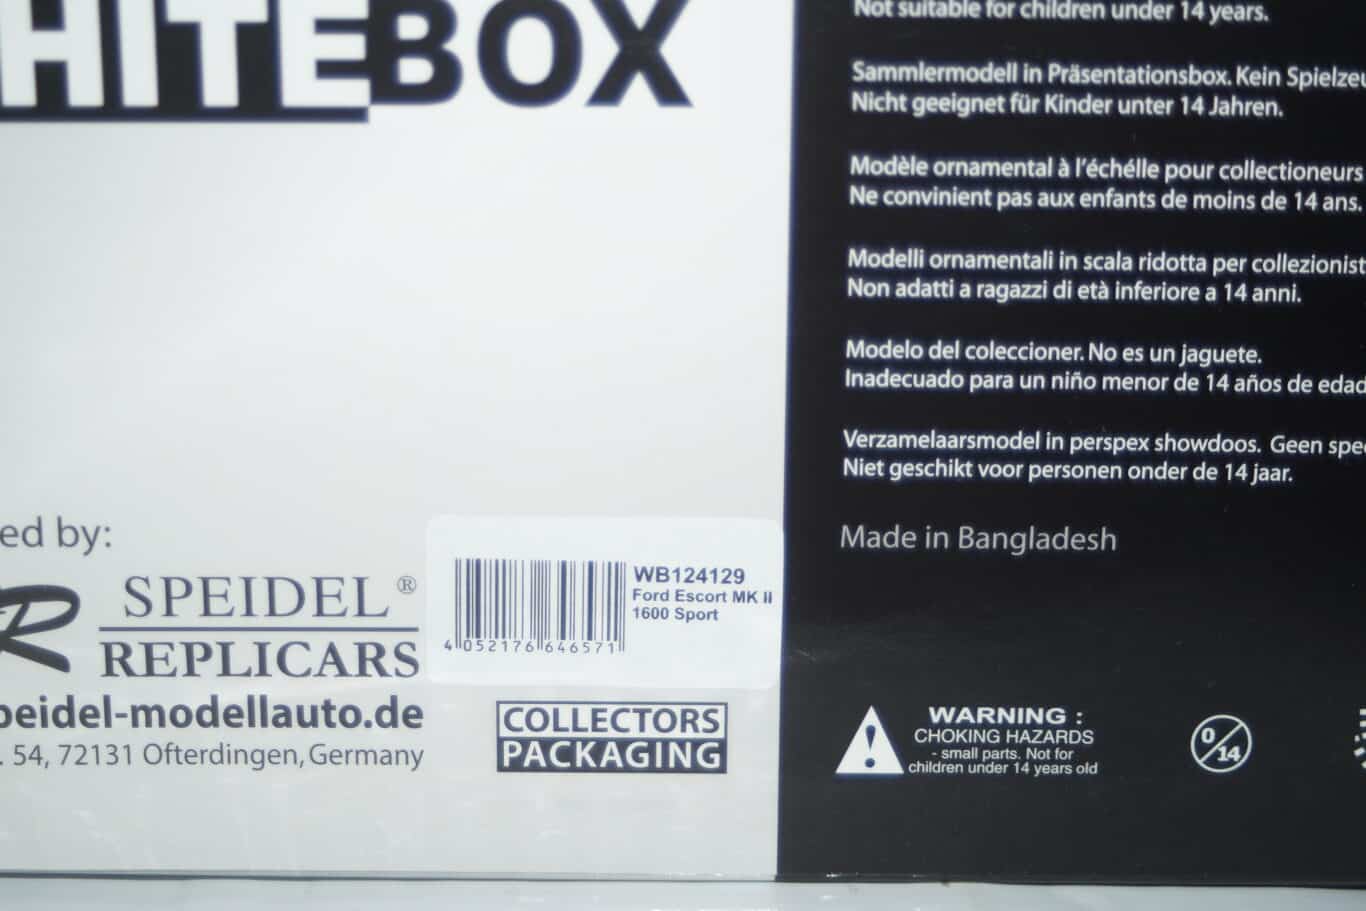 HITEBOX
ed by:
SPEIDEL®
REPLICARS
peidel-modellauto.de
. 54, 72131 Ofterdingen, Germany
WB124129
Ford Escort MK II
1600 Sport
4 052176 646571
COLLECTORS
PACKAGING
Not suitable for children under 14 years.
Sammlermodell in Präsentationsbox. Kein Spielzeu
Nicht geeignet für Kinder unter 14 Jahren.
Modèle ornamental à l'échélle pour collectioneurs
Ne convinient pas aux enfants de moins de 14 ans.
Modelli ornamentali in scala ridotta per collezionist
Non adatti a ragazzi di età inferiore a 14 anni.
Modelo del coleccioner. No es un jaguete.
Inadecuado para un niño menor de 14 años de edad
Verzamelaarsmodel in perspex showdoos. Geen spe
Niet geschikt voor personen onder de 14 jaar.
Made in Bangladesh
WARNING :
CHOKING HAZARDS
- small parts. Not for
children under 14 years old
0/14